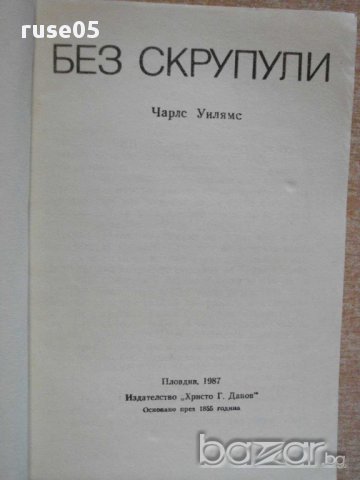 ruse05
БЕЗ СКРУПУЛИ
Чарлс Уилямс
Пловдив, 1987
Издателство „Христо Г. Данов“
Основано през 1855 година
bazar.bg